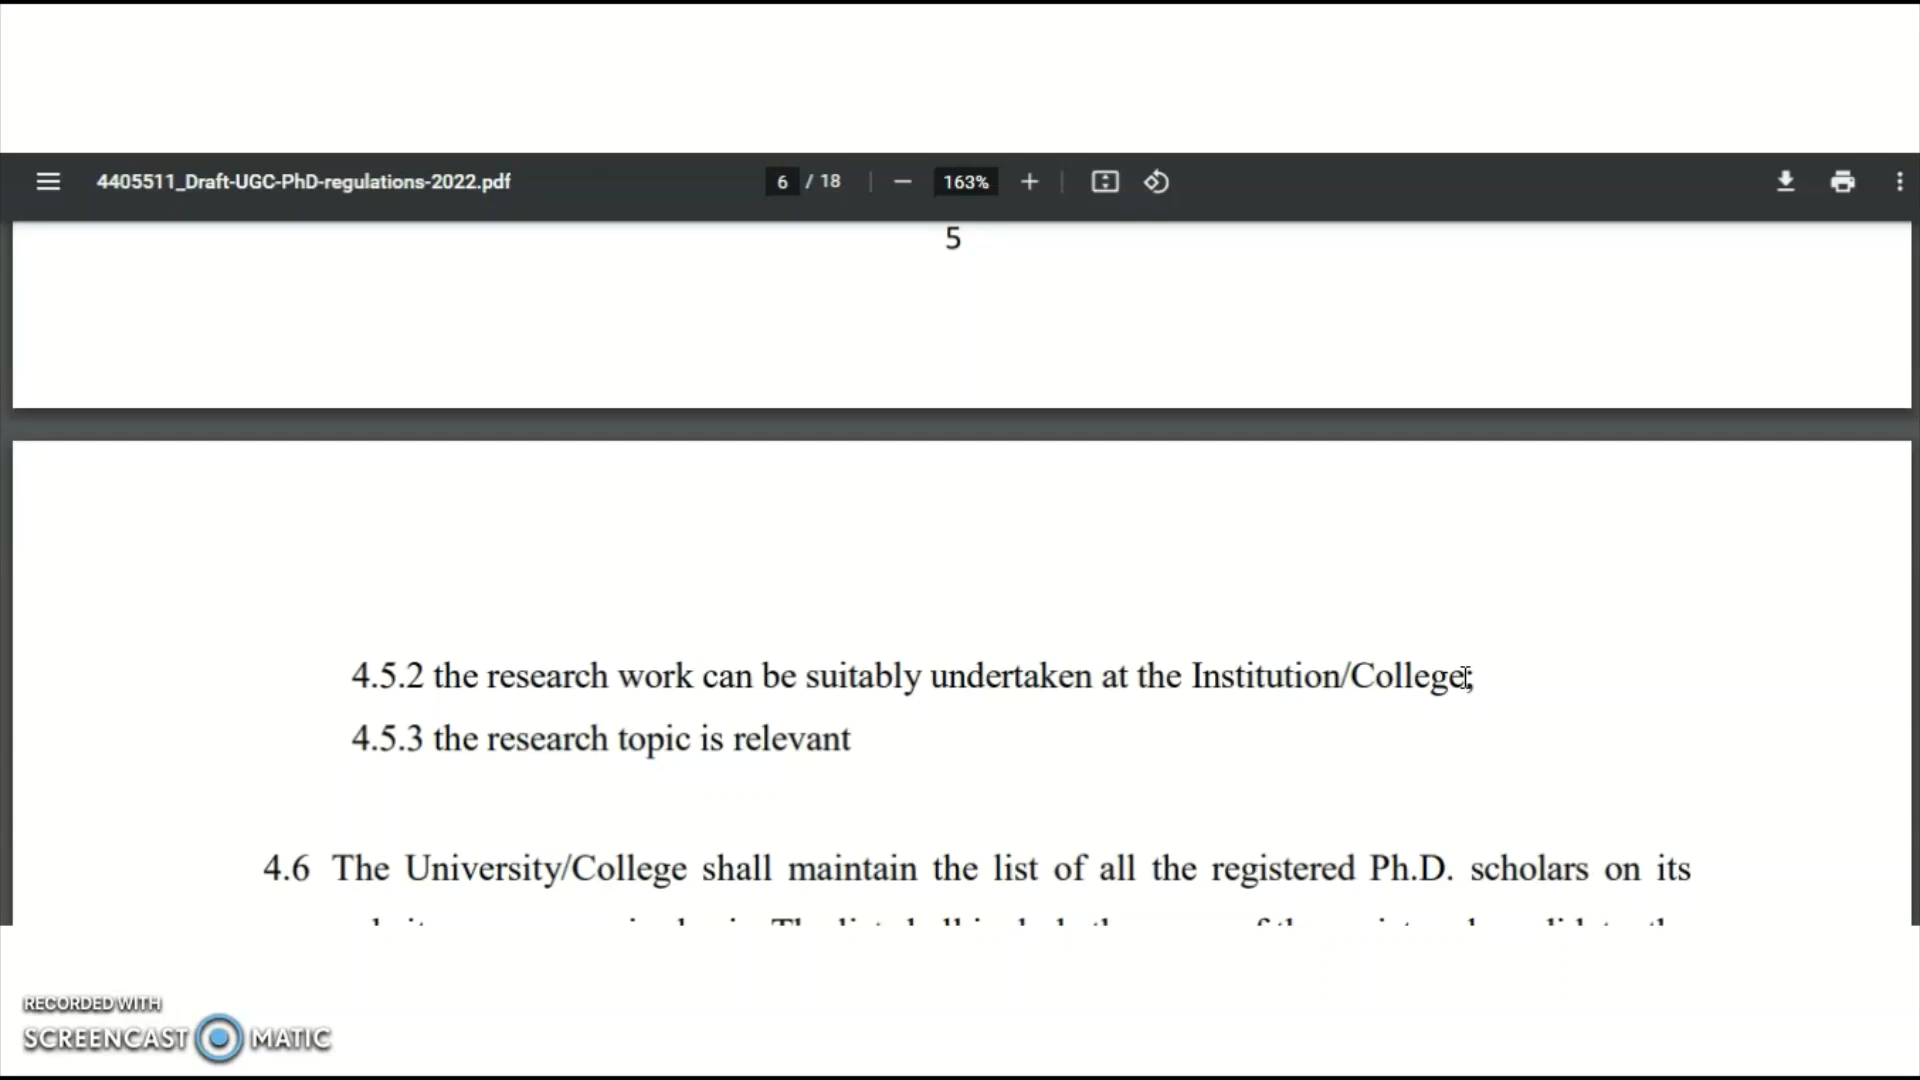 4405511_Draft-UGC-PhD-regulations-2022.pdf 6 / 18 163%
5
4.5.2 the research work can be suitably undertaken at the Institution/College;
4.5.3 the research topic is relevant
4.6 The University/College shall maintain the list of all the registered Ph.D. scholars on its
RECORDED WITH
SCREENCAST MATIC